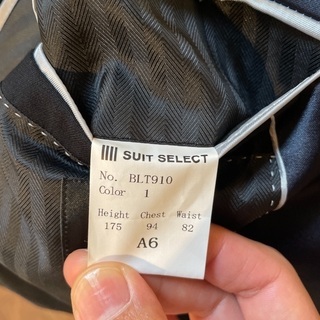 SUIT SELECT
No. BLT910
Color 1
Height Chest Waist
175 94 82
A6